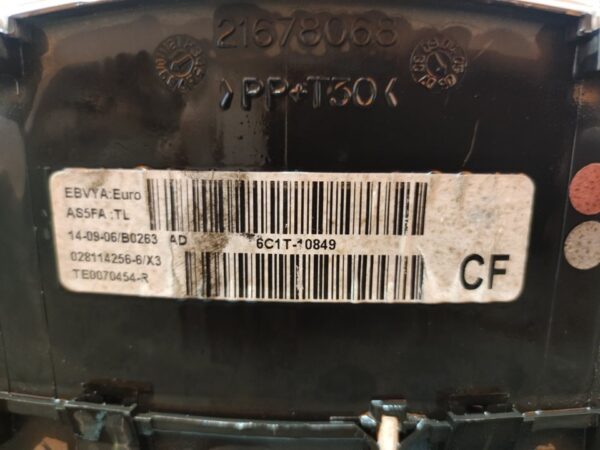 21678068
>PP+T30<
EBVYA:Euro
AS5FA :TL
14-09-06/B0263 AD
6C1T-10849
028114256-6/X3
TE0070454-R
CF